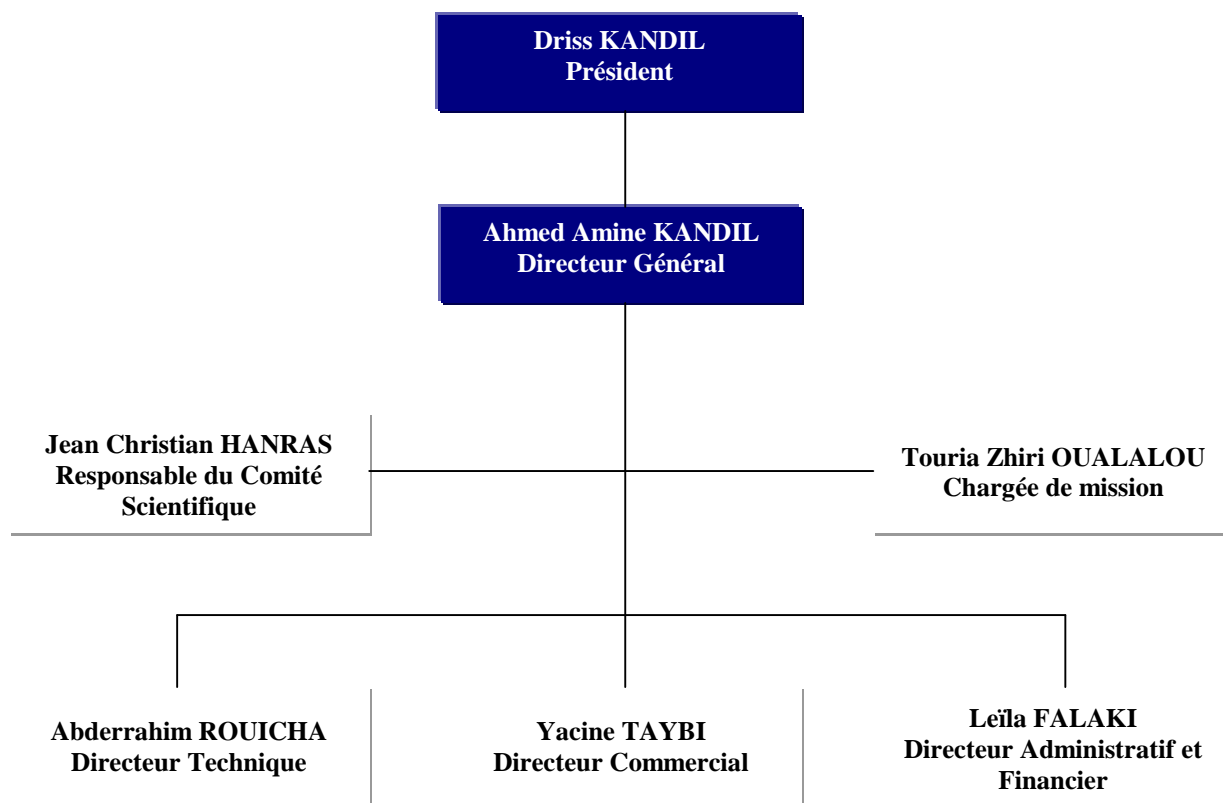 Driss KANDIL
Président
Ahmed Amine KANDIL
Directeur Général
Jean Christian HANRAS
Responsable du Comité
Scientifique
Touria Zhiri OUALALOU
Chargée de mission
Abderrahim ROUICHA
Directeur Technique
Yacine TAYBI
Directeur Commercial
Leïla FALAKI
Directeur Administratif et
Financier